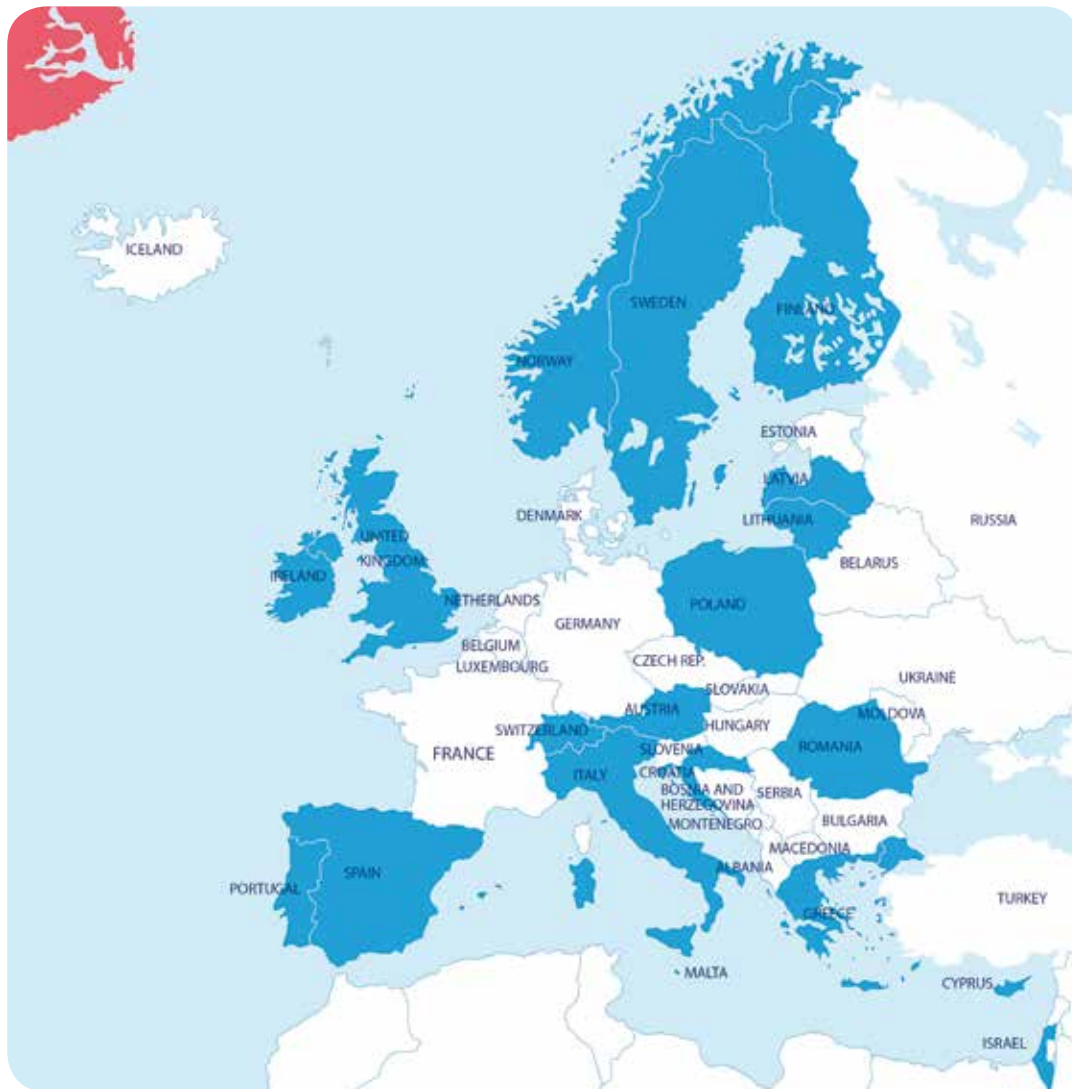 ICELAND
SWEDEN
FINLAND
NORWAY
ESTONIA
LATVIA
DENMARK
LITHUANIA
RUSSIA
UNITED
KINGDOM
IRELAND
BELARUS
NETHERLANDS
POLAND
GERMANY
BELGIUM
LUXEMBOURG
CZECH REP.
UKRAINE
SLOVAKIA
AUSTRIA
MOLDOVA
SWITZERLAND
HUNGARY
FRANCE
SLOVENIA
ROMANIA
ITALY
CROATIA
BOSNIA AND
HERZEGOVINA
SERBIA
MONTENEGRO
BULGARIA
MACEDONIA
ALBANIA
SPAIN
PORTUGAL
TURKEY
GREECE
MALTA
CYPRUS
ISRAEL